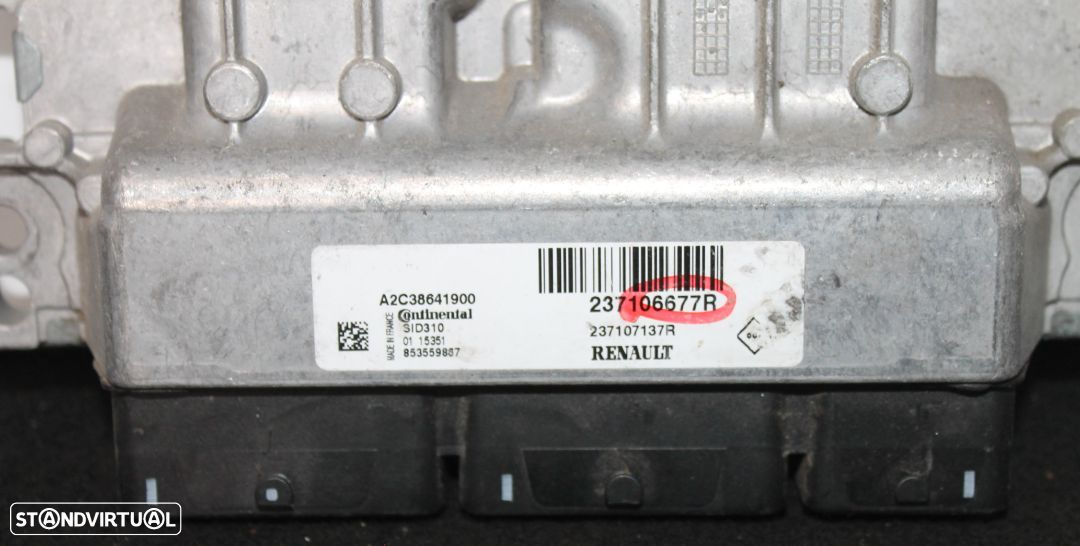 A2C38641900
Continental
SID310
01 15351
853559887
MADE IN FRANCE
237106677R
237107137R
RENAULT
STANDVIRTUAL